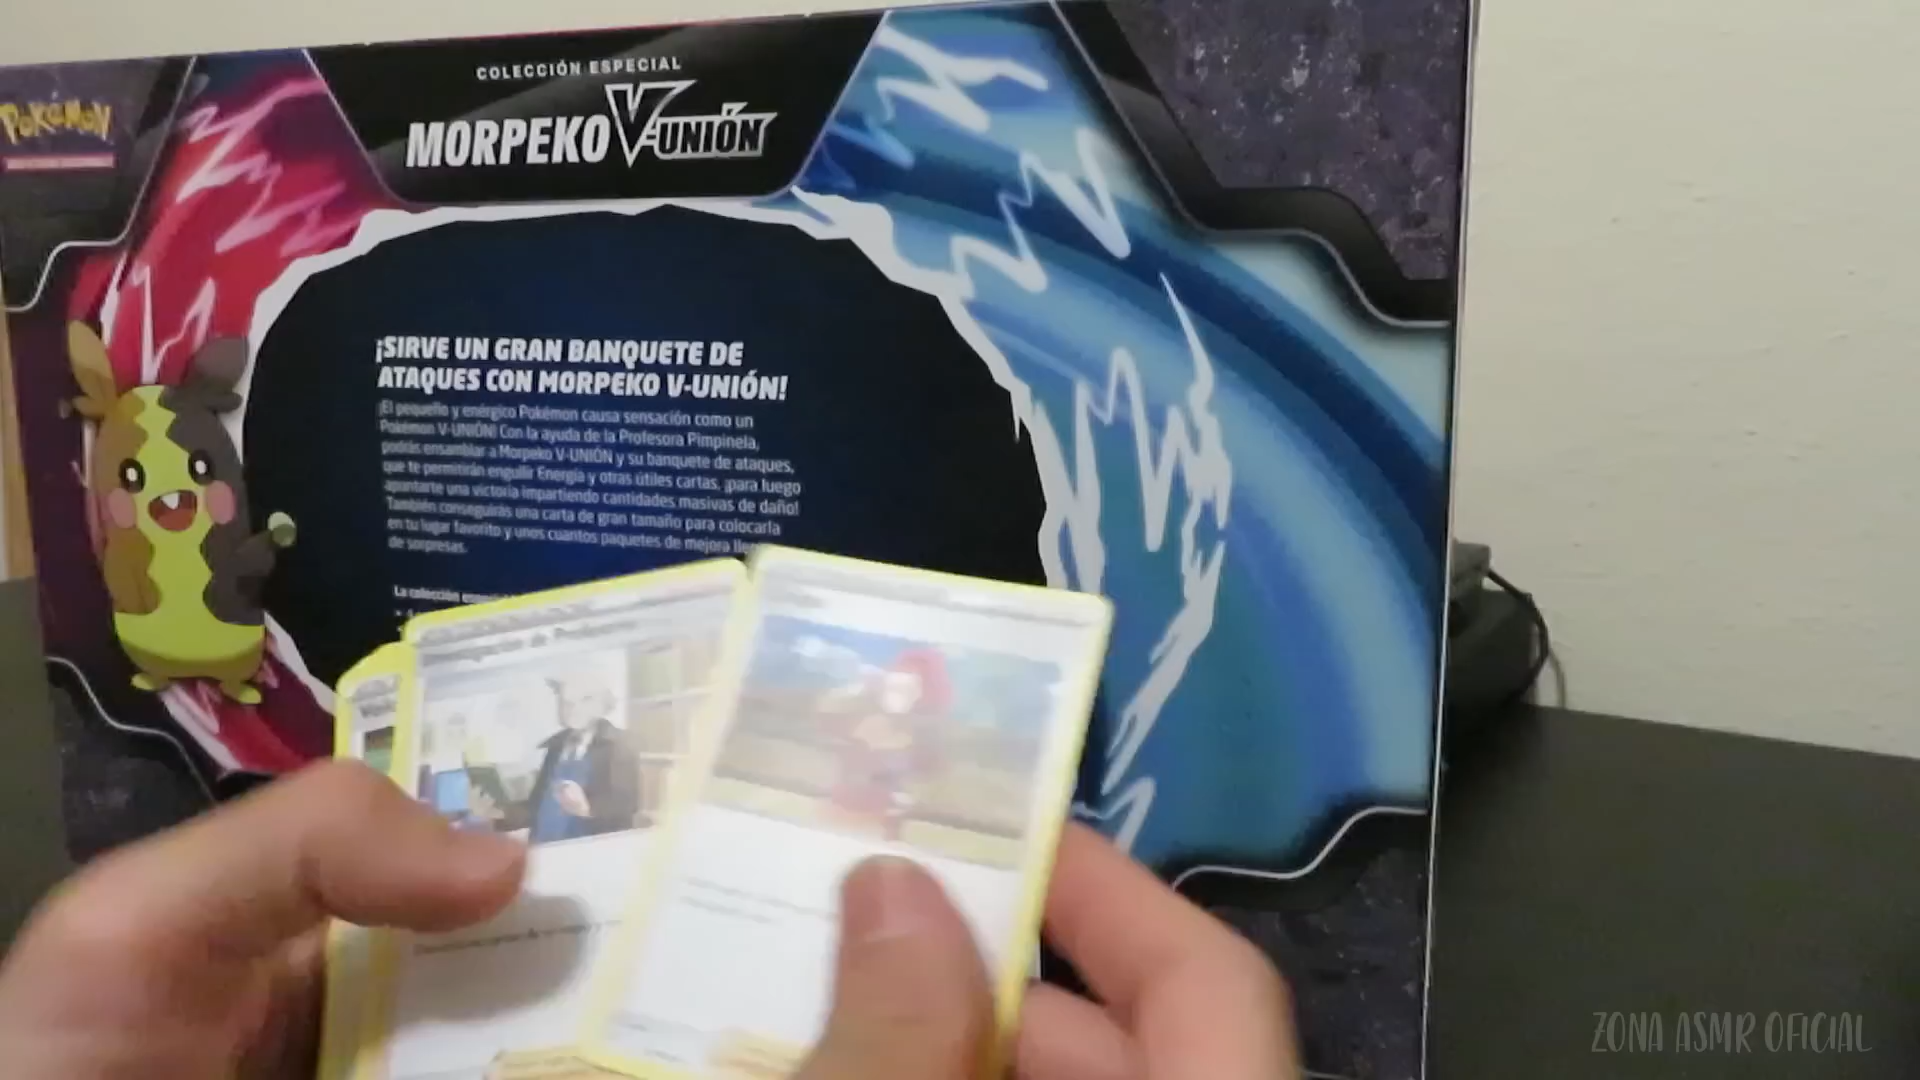 COLECCIÓN ESPECIAL
Pokémon
MORPEKO V-UNIÓN
¡SIRVE UN GRAN BANQUETE DE
ATAQUES CON MORPEKO V-UNIÓN!
¡El pequeño y enérgico Pokémon causa sensación como un
Pokémon V-UNIÓN! Con la ayuda de la Profesora Pimpinela,
podrás ensamblar a Morpeko V-UNIÓN y su banquete de ataques,
que te permitirán engullir Energía y otras útiles cartas, ¡para luego
apuntarte una victoria impartiendo cantidades masivas de daño!
También conseguirás una carta de gran tamaño para colocarla
en tu lugar favorito y unos cuantos paquetes de mejora
de sorpresas.
La colección
ZONA ASMR OFICIAL